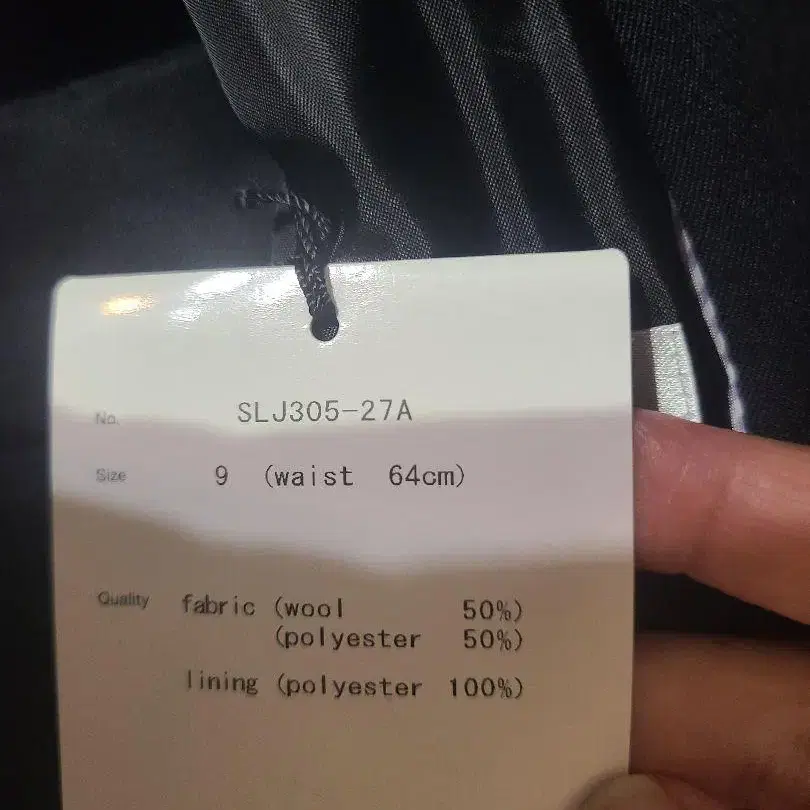 No. SLJ305-27A
Size 9 (waist 64cm)
Quality fabric (wool 50%)
(polyester 50%)
lining (polyester 100%)